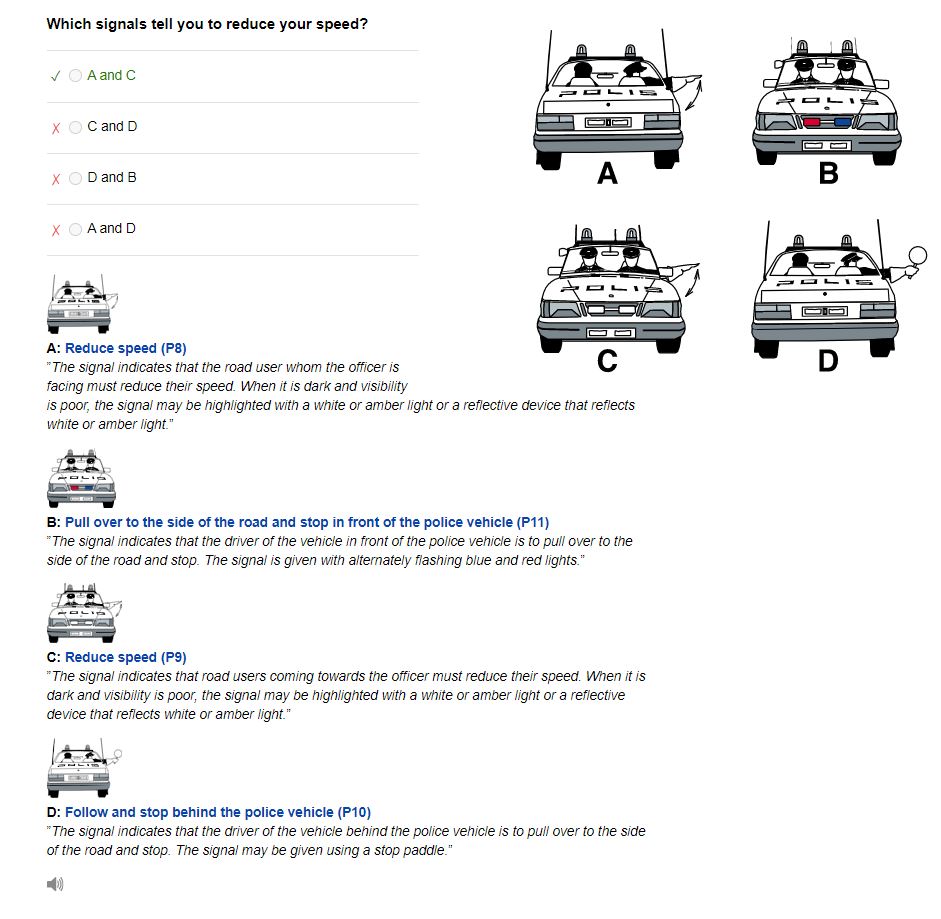 Which signals tell you to reduce your speed?
✓ A and C
X C and D
X D and B
X A and D
POLIS
A
POLIS
B
POLIS
C
POLIS
D
POLIS
A: Reduce speed (P8)
"The signal indicates that the road user whom the officer is
facing must reduce their speed. When it is dark and visibility
is poor, the signal may be highlighted with a white or amber light or a reflective device that reflects
white or amber light."
POLIS
B: Pull over to the side of the road and stop in front of the police vehicle (P11)
"The signal indicates that the driver of the vehicle in front of the police vehicle is to pull over to the
side of the road and stop. The signal is given with alternately flashing blue and red lights."
POLIS
C: Reduce speed (P9)
"The signal indicates that road users coming towards the officer must reduce their speed. When it is
dark and visibility is poor, the signal may be highlighted with a white or amber light or a reflective
device that reflects white or amber light."
POLIS
D: Follow and stop behind the police vehicle (P10)
"The signal indicates that the driver of the vehicle behind the police vehicle is to pull over to the side
of the road and stop. The signal may be given using a stop paddle."